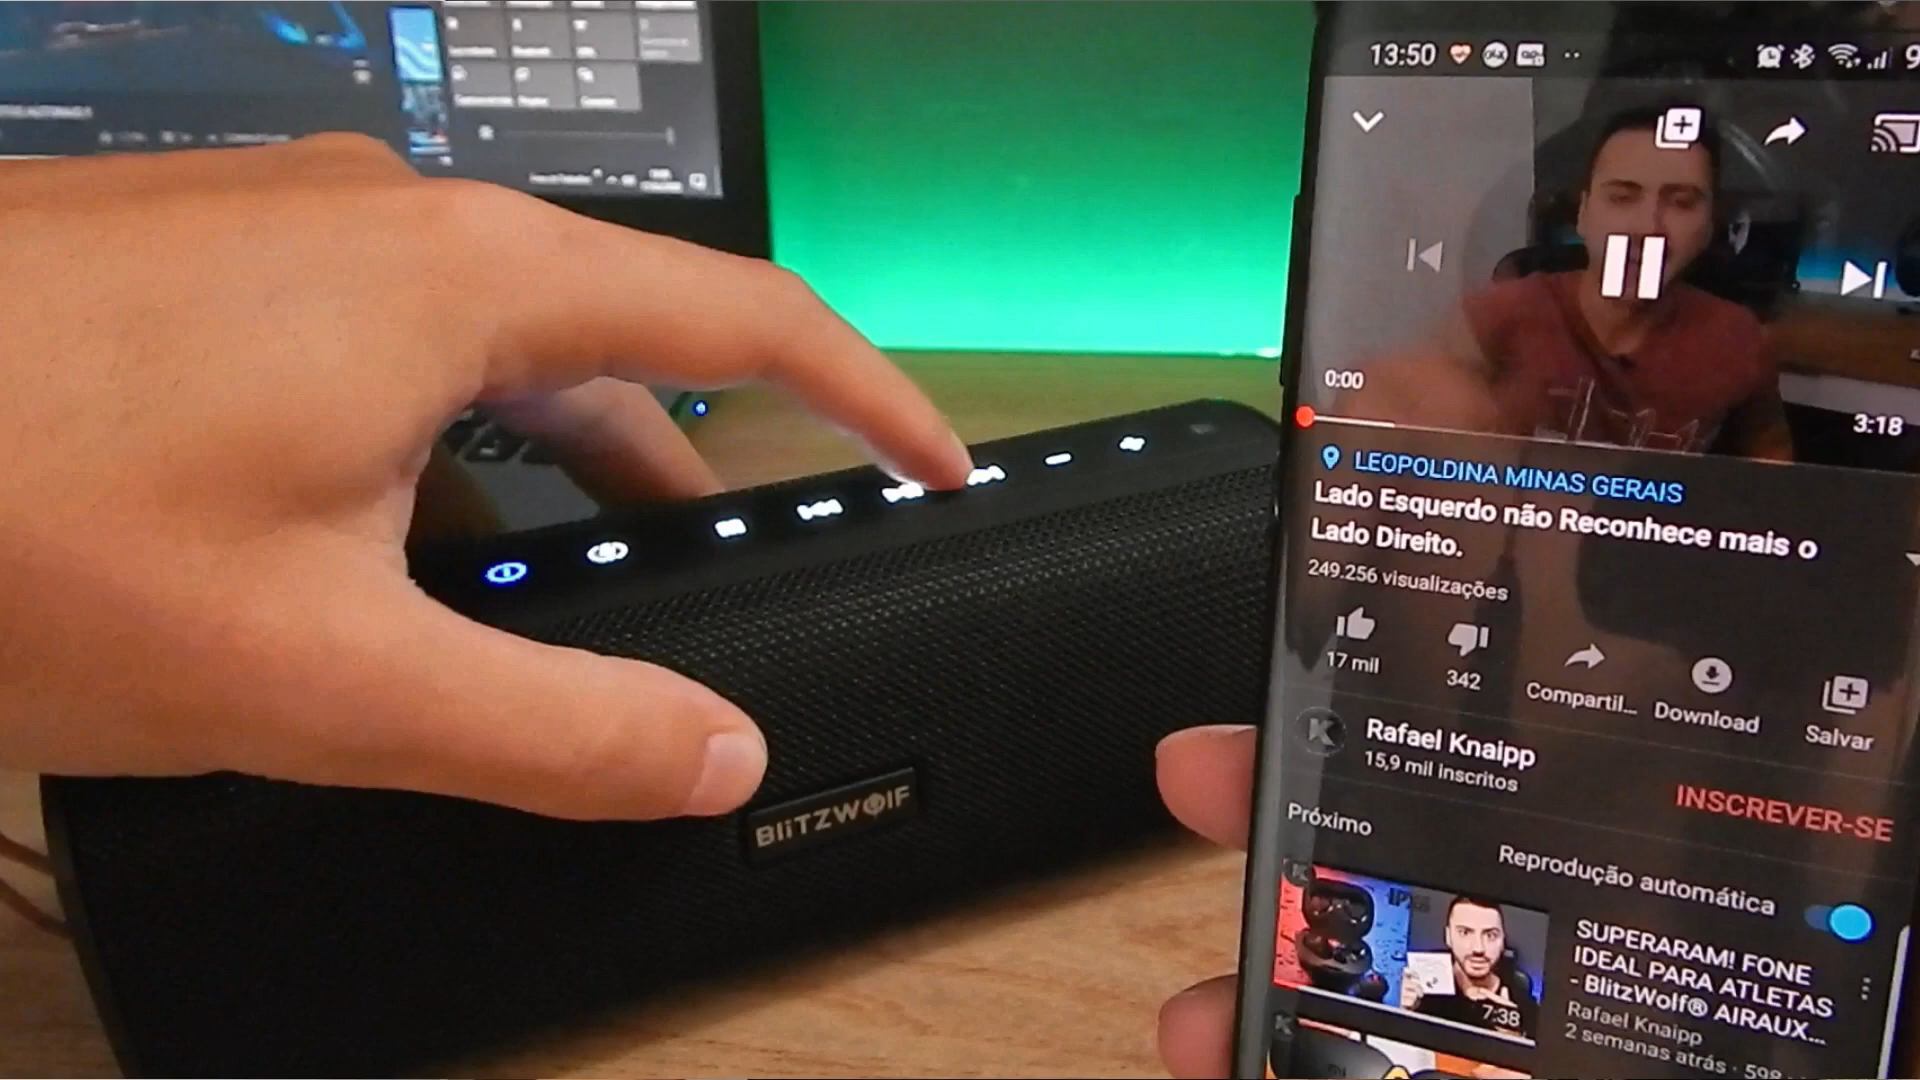 13:50
0:00
3:18
LEOPOLDINA MINAS GERAIS
Lado Esquerdo não Reconhece mais o
Lado Direito.
249.256 visualizações
17 mil
342
Compartil...
Download
Salvar
Rafael Knaipp
15,9 mil inscritos
INSCREVER-SE
Próximo
Reprodução automática
7:38
SUPERARAM! FONE
IDEAL PARA ATLETAS
- BlitzWolf® AIRAUX...
Rafael Knaipp
2 semanas atrás · 598
BLiTZWOLF